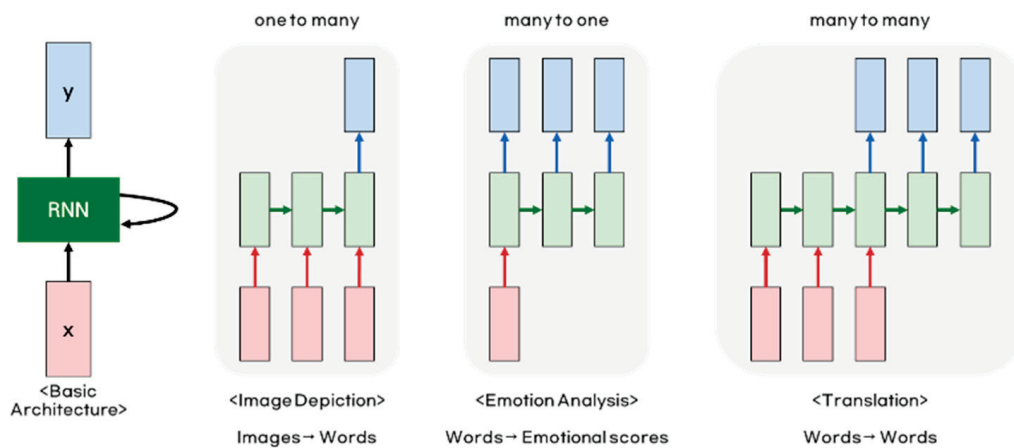 one to many
many to one
many to many
y
RNN
x
<Basic
Architecture>
<Image Depiction>
<Emotion Analysis>
<Translation>
Images→ Words
Words→ Emotional scores
Words→ Words